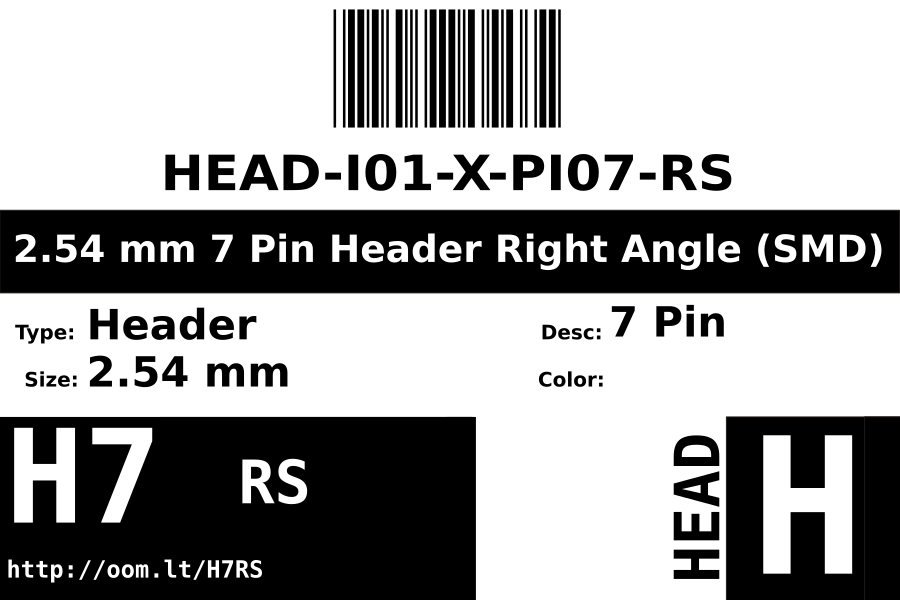 HEAD-I01-X-PI07-RS
2.54 mm 7 Pin Header Right Angle (SMD)
Type: Header
Desc: 7 Pin
Size: 2.54 mm
Color:
H7 RS
HEAD
H
http://oom.lt/H7RS